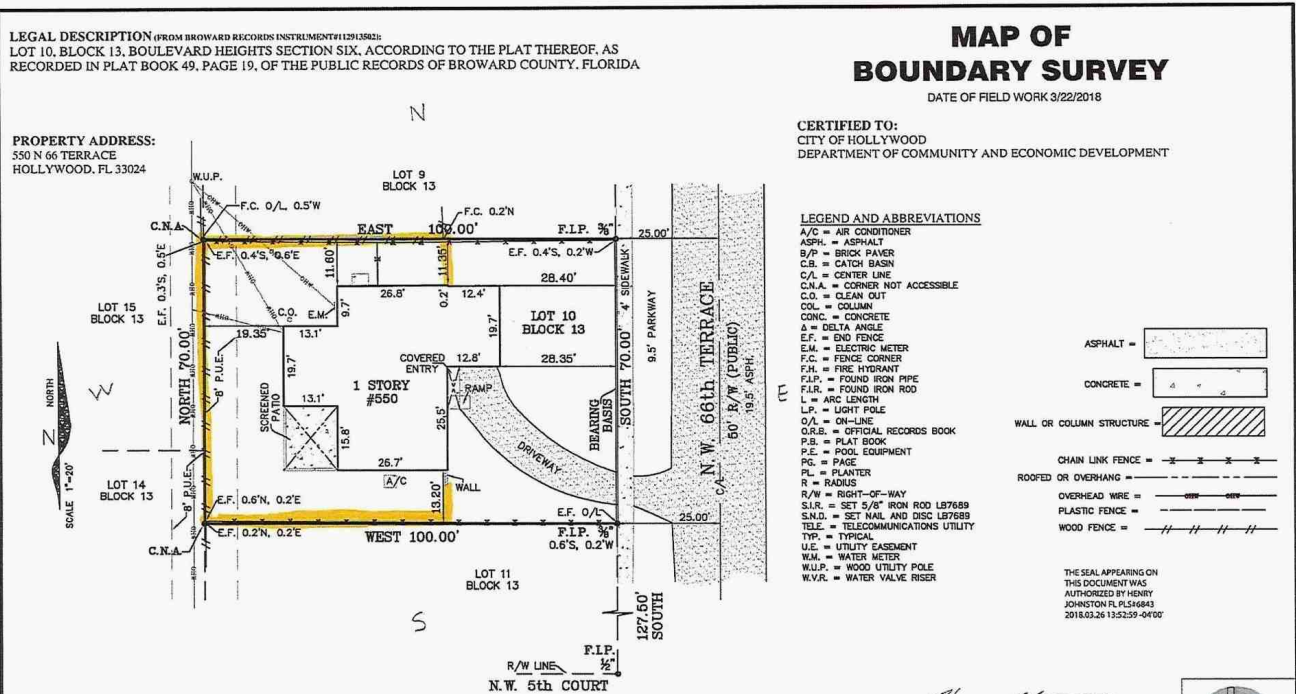 LEGAL DESCRIPTION (FROM BROWARD RECORDS INSTRUMENT#112913502):
LOT 10, BLOCK 13, BOULEVARD HEIGHTS SECTION SIX, ACCORDING TO THE PLAT THEREOF, AS
RECORDED IN PLAT BOOK 49, PAGE 19, OF THE PUBLIC RECORDS OF BROWARD COUNTY, FLORIDA
MAP OF
BOUNDARY SURVEY
DATE OF FIELD WORK 3/22/2018
PROPERTY ADDRESS:
550 N 66 TERRACE
HOLLYWOOD, FL 33024
CERTIFIED TO:
CITY OF HOLLYWOOD
DEPARTMENT OF COMMUNITY AND ECONOMIC DEVELOPMENT
N
W.U.P.
LOT 9
BLOCK 13
F.C. O/L, 0.5'W
F.C. 0.2'N
C.N.A.
EAST 100.00'
F.I.P. 3/8"
25.00'
E.F. 0.4'S, 0.6'E
E.F. 0.4'S, 0.2'W
E.F. 0.3'S, 0.5'E
11.60'
11.35'
28.40'
26.8'
0.2'
12.4'
9.7'
E.M.
C.O.
LOT 15
BLOCK 13
19.35'
13.1'
19.7'
19.7'
LOT 10
BLOCK 13
28.35'
COVERED
ENTRY
12.8'
RAMP
1 STORY
#550
13.1'
SCREENED
PATIO
15.8'
25.5'
26.7'
A/C
WALL
13.20'
DRIVEWAY
BEARING
BASIS
SOUTH 70.00'
4' SIDEWALK
9.5' PARKWAY
N.W. 66th TERRACE
C/L
50' R/W (PUBLIC)
19.5' ASPH.
E
W
NORTH 70.00'
8' P.U.E.
8' P.U.E.
OHW
NORTH
N
SCALE 1"=20'
LOT 14
BLOCK 13
E.F. 0.6'N, 0.2'E
E.F. 0.2'N, 0.2'E
C.N.A.
WEST 100.00'
E.F. O/L
F.I.P. 3/8"
0.6'S, 0.2'W
25.00'
LOT 11
BLOCK 13
S
127.50'
SOUTH
F.I.P.
1/2"
R/W LINE
N.W. 5th COURT
LEGEND AND ABBREVIATIONS
A/C = AIR CONDITIONER
ASPH. = ASPHALT
B/P = BRICK PAVER
C.B. = CATCH BASIN
C/L = CENTER LINE
C.N.A. = CORNER NOT ACCESSIBLE
C.O. = CLEAN OUT
COL = COLUMN
CONC. = CONCRETE
Δ = DELTA ANGLE
E.F. = END FENCE
E.M. = ELECTRIC METER
F.C. = FENCE CORNER
F.H. = FIRE HYDRANT
F.I.P. = FOUND IRON PIPE
F.I.R. = FOUND IRON ROD
L = ARC LENGTH
L.P. = LIGHT POLE
O/L = ON-LINE
O.R.B. = OFFICIAL RECORDS BOOK
P.B. = PLAT BOOK
P.E. = POOL EQUIPMENT
PG. = PAGE
PL. = PLANTER
R = RADIUS
R/W = RIGHT-OF-WAY
S.I.R. = SET 5/8" IRON ROD LB7689
S.N.D. = SET NAIL AND DISC LB7689
TELE. = TELECOMMUNICATIONS UTILITY
TYP. = TYPICAL
U.E. = UTILITY EASEMENT
W.M. = WATER METER
W.U.P. = WOOD UTILITY POLE
W.V.R. = WATER VALVE RISER
ASPHALT =
CONCRETE =
WALL OR COLUMN STRUCTURE =
CHAIN LINK FENCE =
ROOFED OR OVERHANG =
OVERHEAD WIRE = OHW OHW
PLASTIC FENCE =
WOOD FENCE =
THE SEAL APPEARING ON
THIS DOCUMENT WAS
AUTHORIZED BY HENRY
JOHNSTON FL PLS#6843
2018.03.26 13:52:59 -04'00'